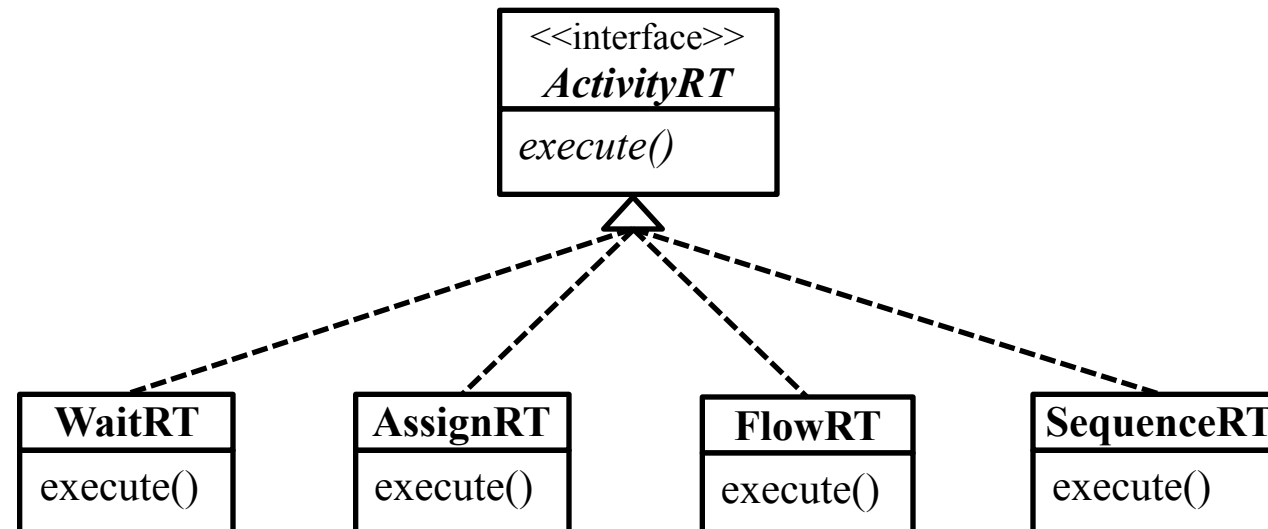 <<interface>>
ActivityRT
execute()
WaitRT
AssignRT
FlowRT
SequenceRT
execute()
execute()
execute()
execute()